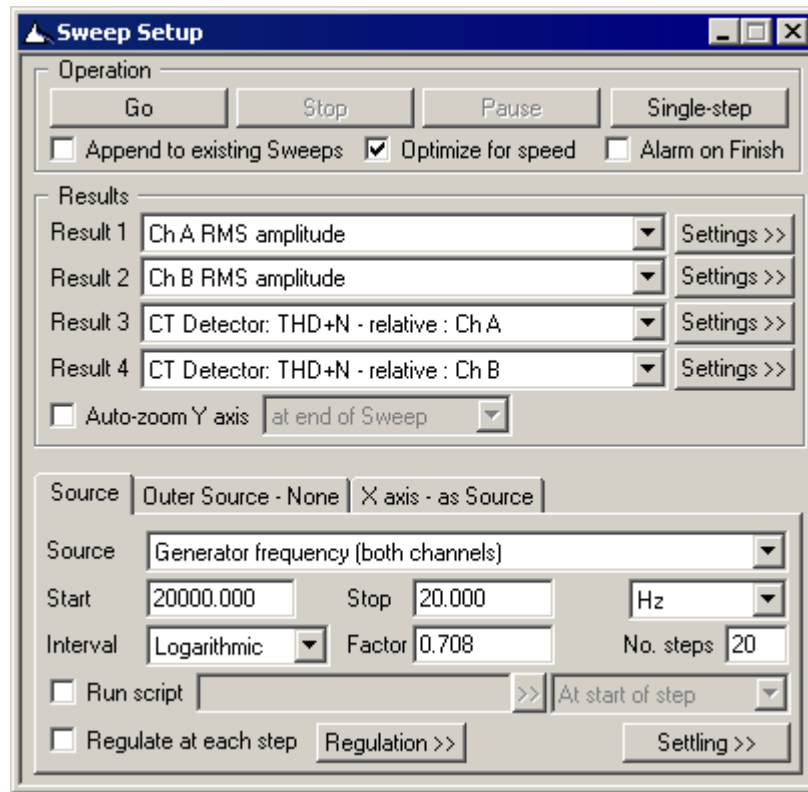 Sweep Setup
Operation
Go Stop Pause Single-step
Append to existing Sweeps Optimize for speed Alarm on Finish
Results
Result 1 Ch A RMS amplitude Settings >>
Result 2 Ch B RMS amplitude Settings >>
Result 3 CT Detector: THD+N - relative : Ch A Settings >>
Result 4 CT Detector: THD+N - relative : Ch B Settings >>
Auto-zoom Y axis at end of Sweep
Source Outer Source - None X axis - as Source
Source Generator frequency (both channels)
Start 20000.000 Stop 20.000 Hz
Interval Logarithmic Factor 0.708 No. steps 20
Run script >> At start of step
Regulate at each step Regulation >> Settling >>